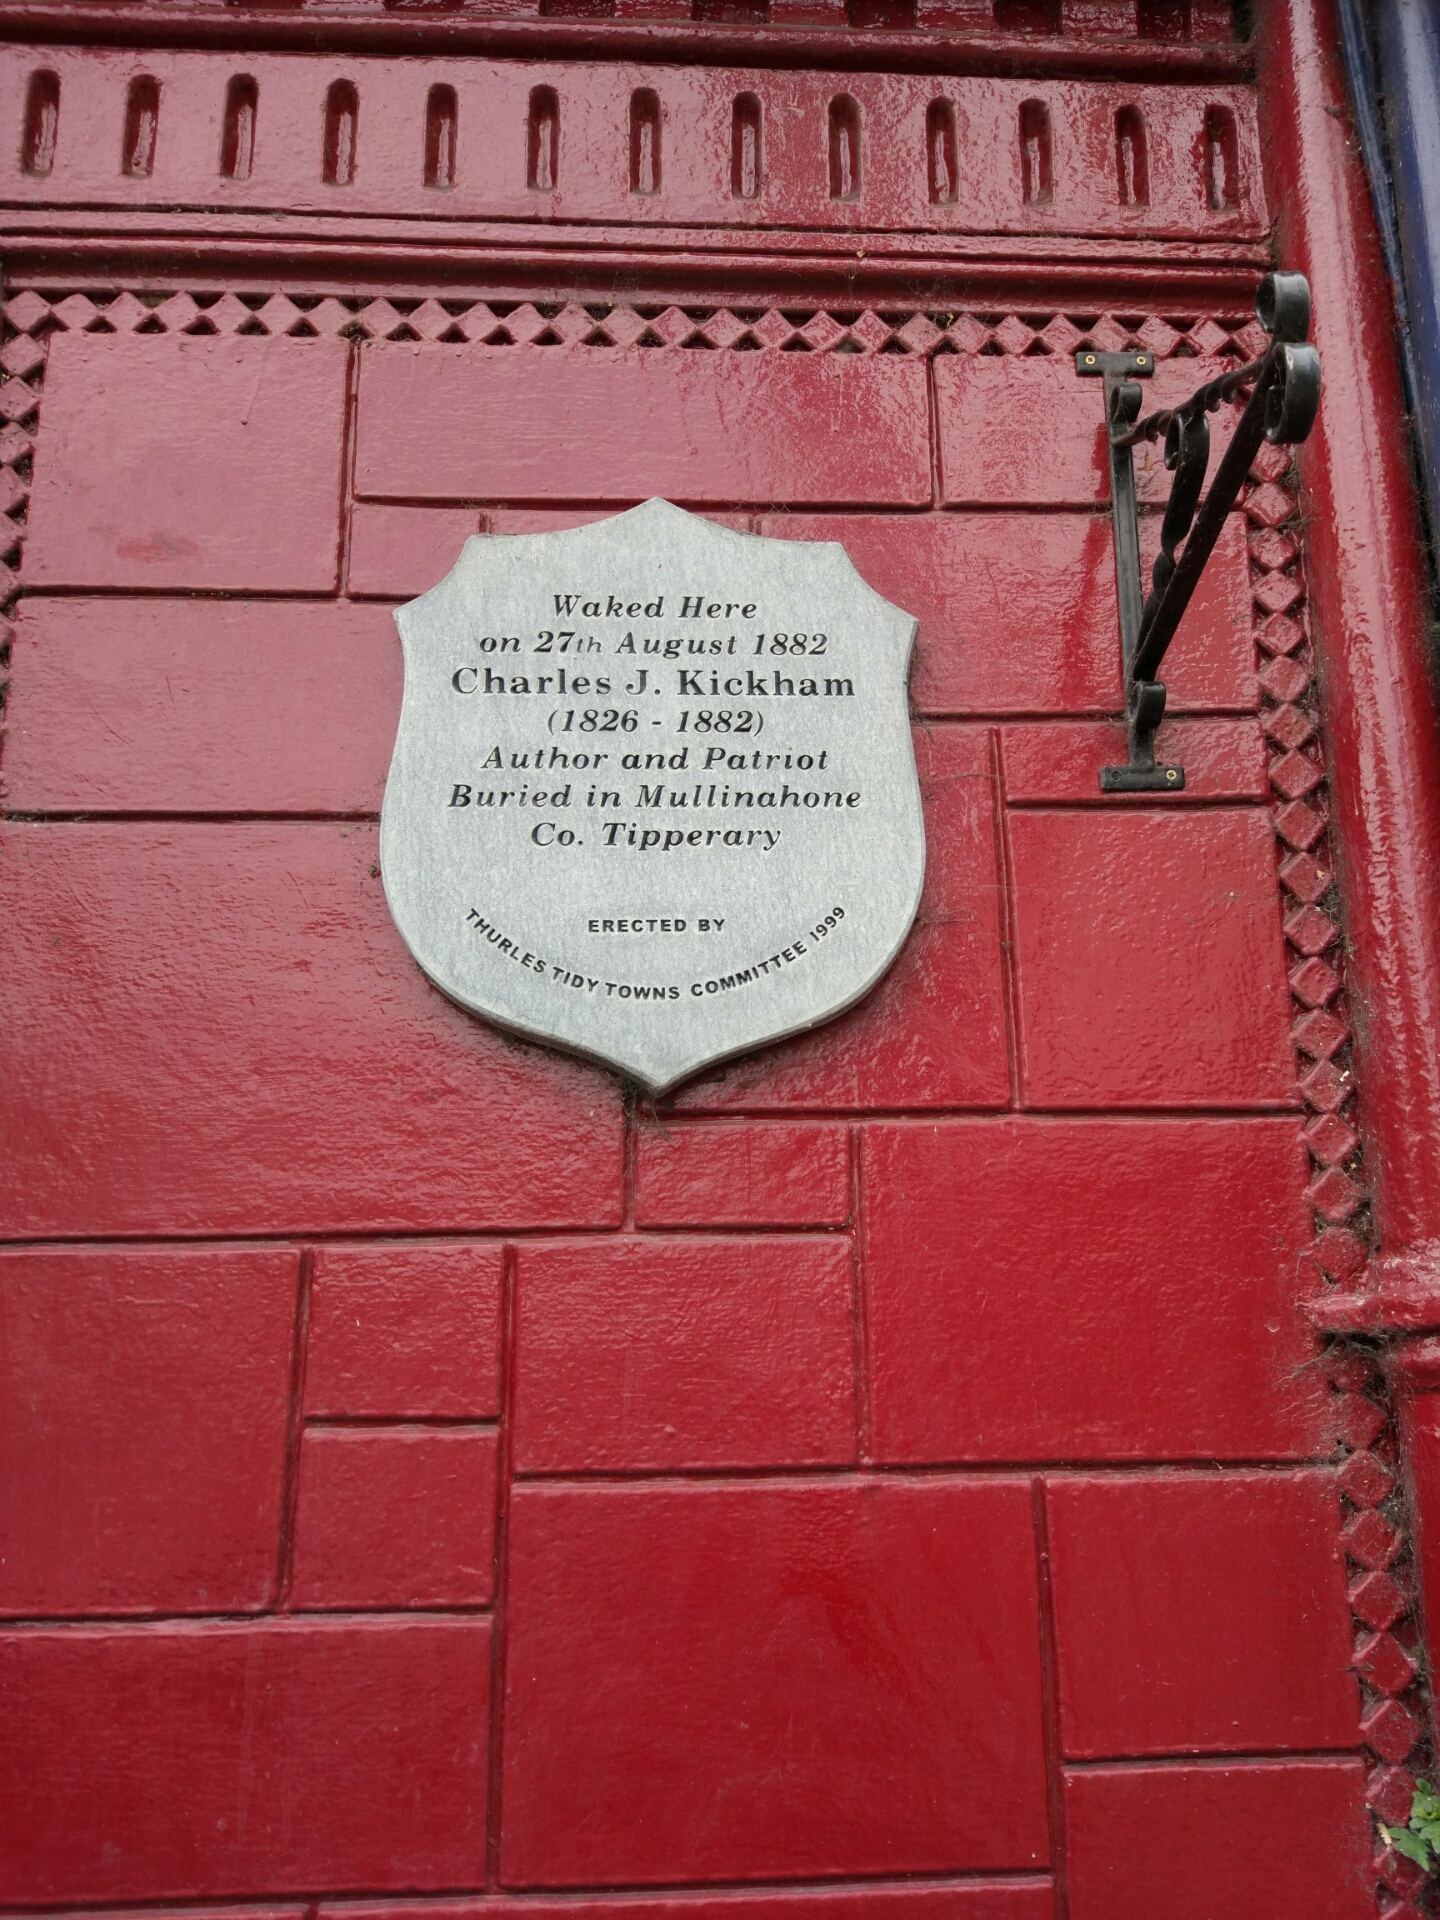 Waked Here
on 27th August 1882
Charles J. Kickham
(1826 - 1882)
Author and Patriot
Buried in Mullinahone
Co. Tipperary
ERECTED BY
THURLES TIDY TOWNS COMMITTEE 1999